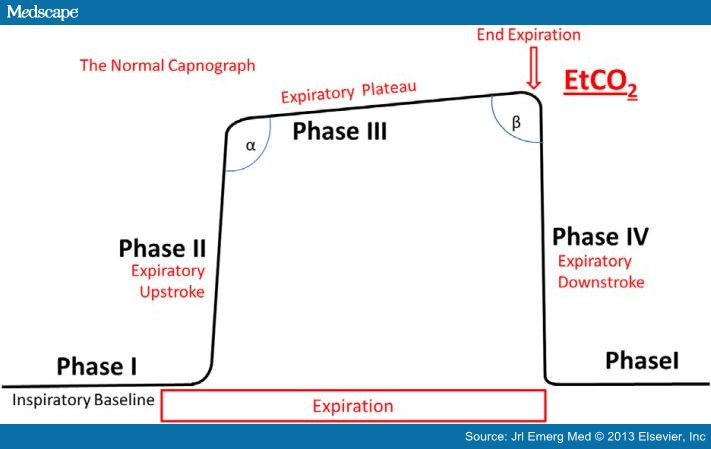 Medscape
End Expiration
The Normal Capnograph
EtCO₂
Expiratory Plateau
Phase III
α
β
Phase II
Expiratory
Upstroke
Phase IV
Expiratory
Downstroke
Phase I
PhaseI
Inspiratory Baseline
Expiration
Source: Jrl Emerg Med © 2013 Elsevier, Inc